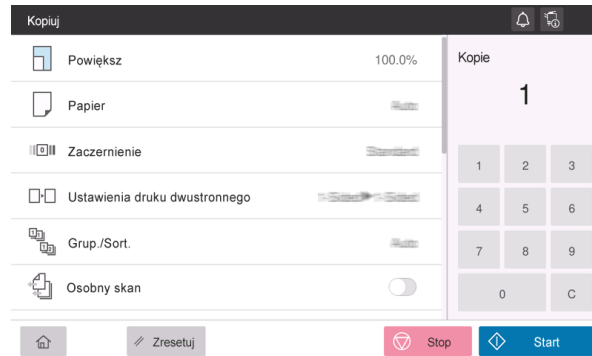 Kopiuj
Powiększ 100.0%
Kopie
1
Papier
Zaczernienie
1 2 3
Ustawienia druku dwustronnego
4 5 6
Grup./Sort.
7 8 9
Osobny skan
0 C
Zresetuj
Stop
Start